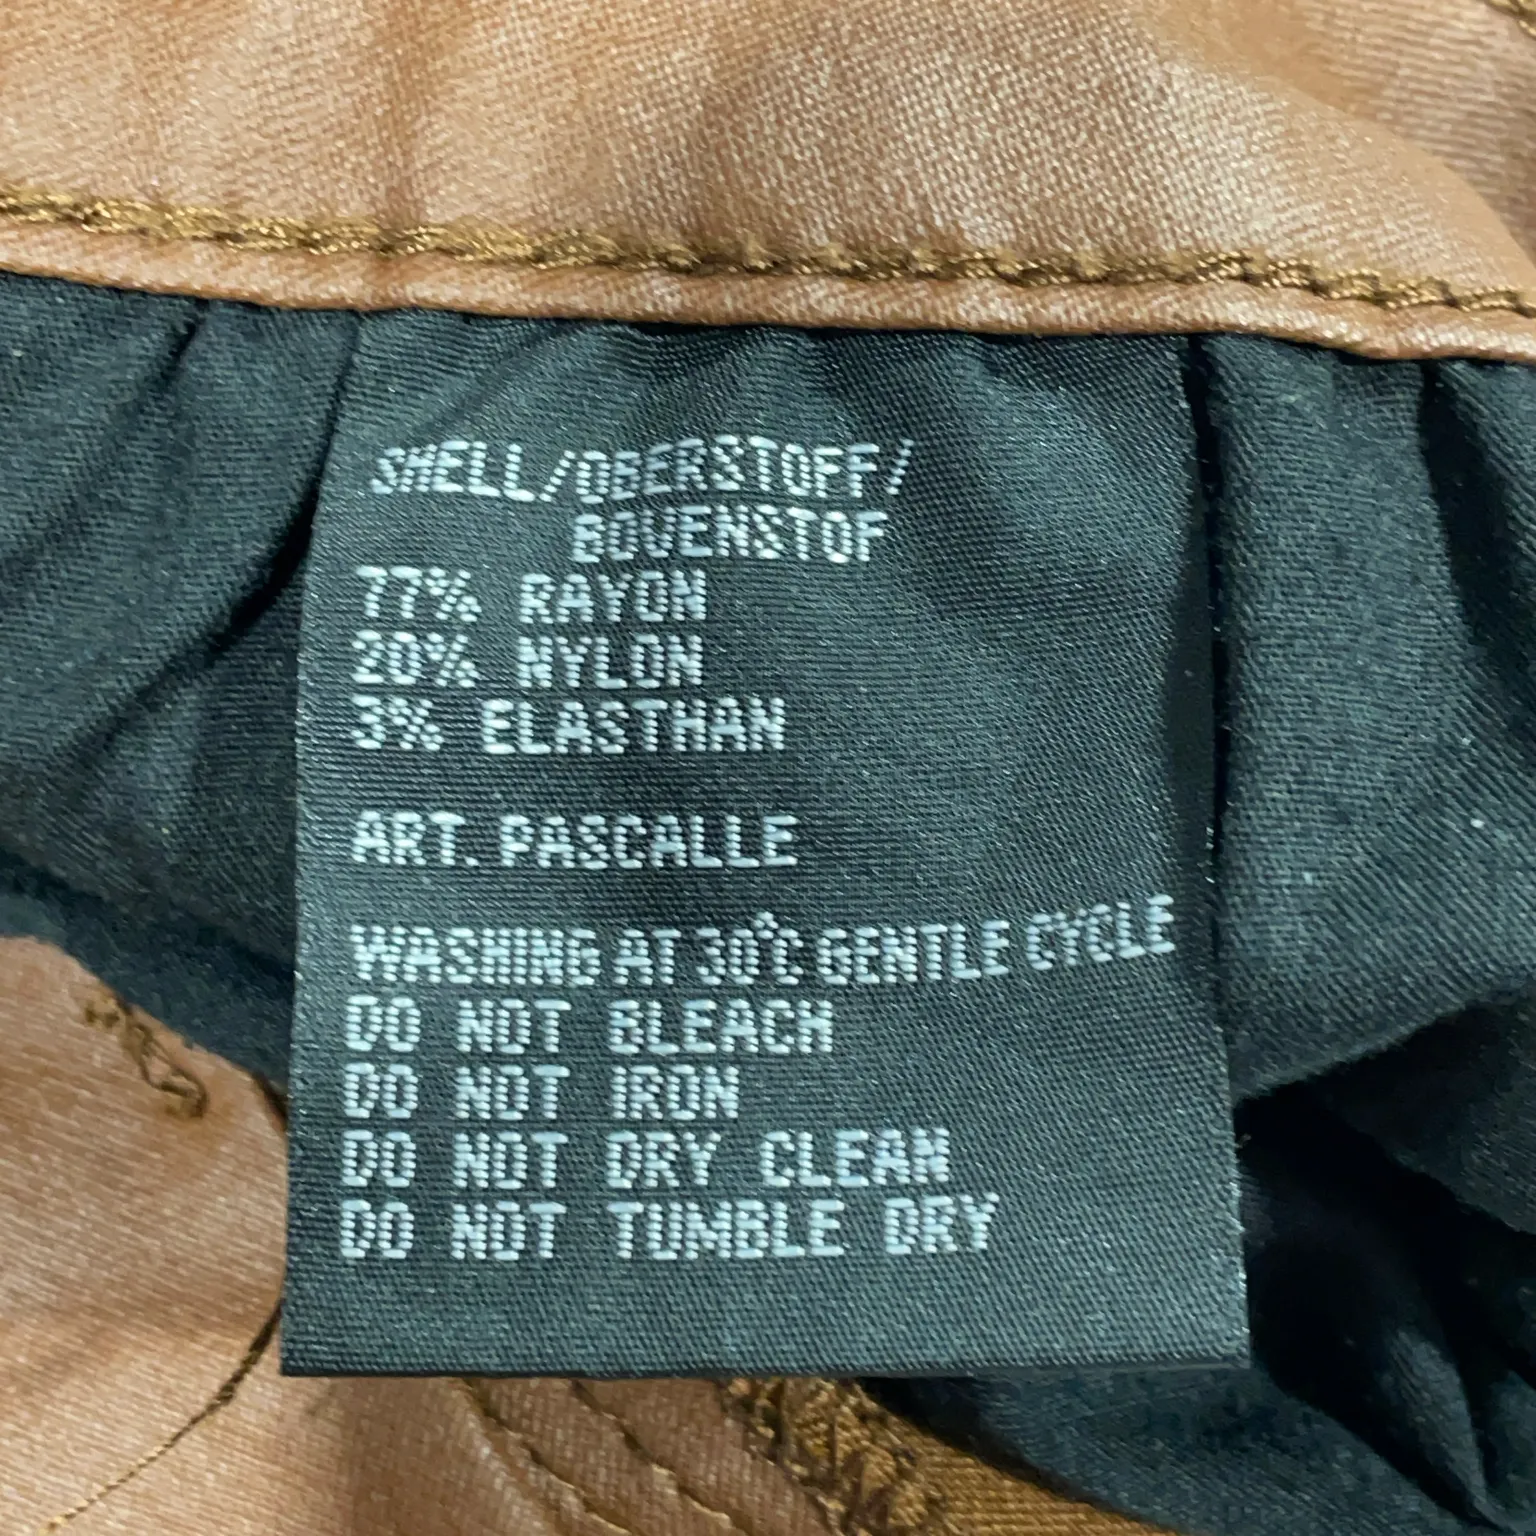 SHELL/OBERSTOFF/
BOVENSTOF
77% RAYON
20% NYLON
3% ELASTHAN
ART. PASCALLE
WASHING AT 30°C GENTLE CYCLE
DO NOT BLEACH
DO NOT IRON
DO NOT DRY CLEAN
DO NOT TUMBLE DRY